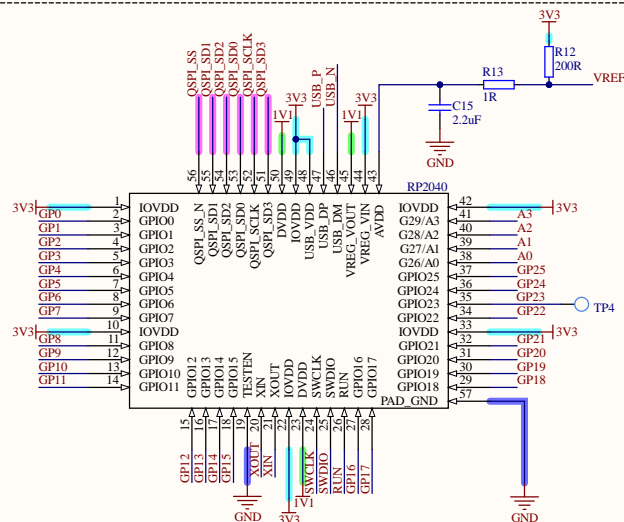 3V3
R12
200R
R13
1R
VREF
C15
2.2uF
GND
QSPI_SS
QSPI_SD1
QSPI_SD2
QSPI_SD0
QSPI_SCLK
QSPI_SD3
1V1
3V3
USB_P
USB_N
1V1
3V3
56
55
54
53
52
51
50
49
48
47
46
45
44
43
RP2040
QSPI_SS_N
QSPI_SD1
QSPI_SD2
QSPI_SD0
QSPI_SCLK
QSPI_SD3
DVDD
IOVDD
USB_VDD
USB_DP
USB_DM
VREG_VOUT
VREG_VIN
AVDD
3V3 1 IOVDD
GP0 2 GPIO0
GP1 3 GPIO1
GP2 4 GPIO2
GP3 5 GPIO3
GP4 6 GPIO4
GP5 7 GPIO5
GP6 8 GPIO6
GP7 9 GPIO7
3V3 10 IOVDD
GP8 11 GPIO8
GP9 12 GPIO9
GP10 13 GPIO10
GP11 14 GPIO11
IOVDD 42 3V3
G29/A3 41 A3
G28/A2 40 A2
G27/A1 39 A1
G26/A0 38 A0
GPIO25 37 GP25
GPIO24 36 GP24
GPIO23 35 GP23 TP4
GPIO22 34 GP22
IOVDD 33 3V3
GPIO21 32 GP21
GPIO20 31 GP20
GPIO19 30 GP19
GPIO18 29 GP18
PAD_GND 57
GPIO12
GPIO13
GPIO14
GPIO15
TESTEN
XIN
XOUT
IOVDD
DVDD
SWCLK
SWDIO
RUN
GPIO16
GPIO17
15
16
17
18
19
20
21
22
23
24
25
26
27
28
GP12
GP13
GP14
GP15
GND
XOUT
XIN
3V3
1V1
SWCLK
SWDIO
RUN
GP16
GP17
GND